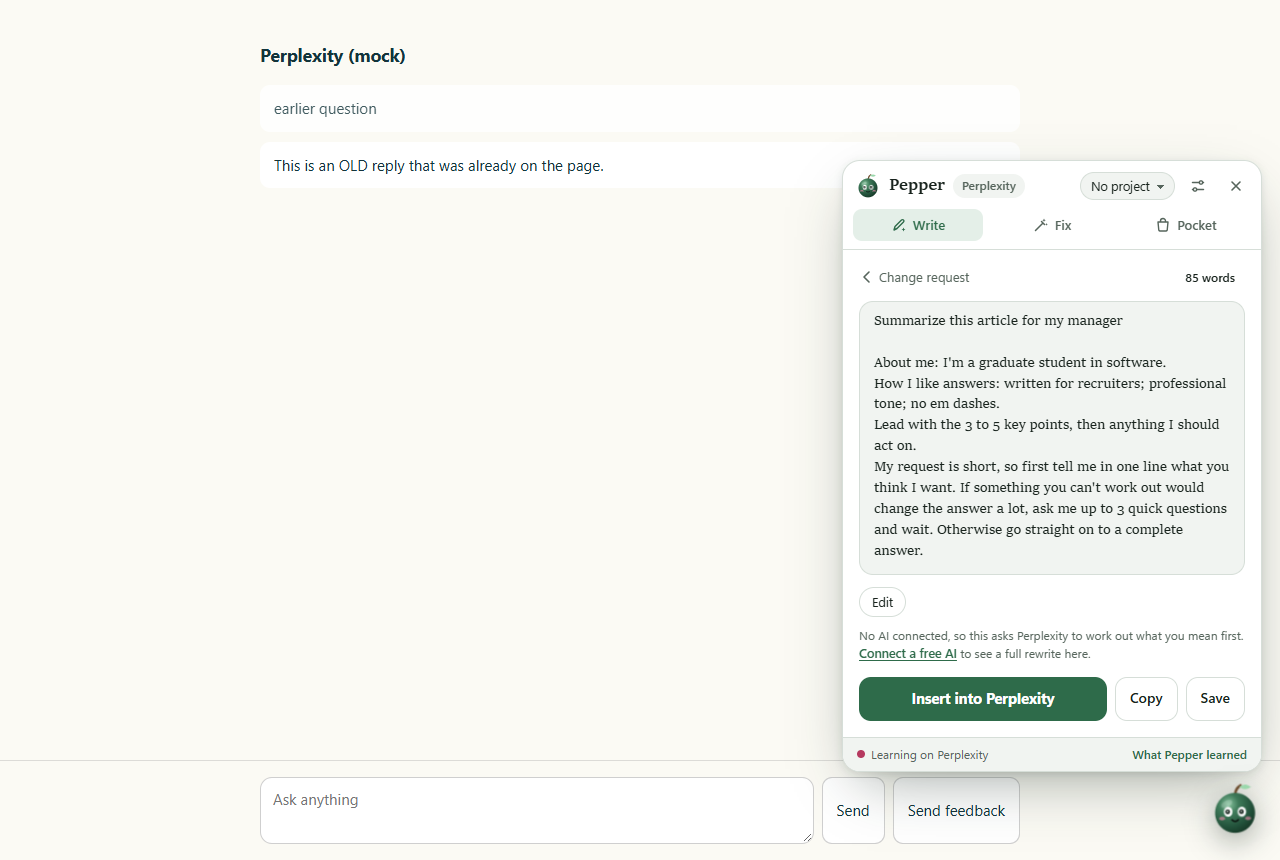 Perplexity (mock)
earlier question
This is an OLD reply that was already on the page.
Pepper
Perplexity
No project
Write
Fix
Pocket
Change request
85 words
Summarize this article for my manager
About me: I'm a graduate student in software.
How I like answers: written for recruiters; professional
tone; no em dashes.
Lead with the 3 to 5 key points, then anything I should
act on.
My request is short, so first tell me in one line what you
think I want. If something you can't work out would
change the answer a lot, ask me up to 3 quick questions
and wait. Otherwise go straight on to a complete
answer.
Edit
No AI connected, so this asks Perplexity to work out what you mean first.
Connect a free AI to see a full rewrite here.
Insert into Perplexity
Copy
Save
Learning on Perplexity
What Pepper learned
Ask anything
Send
Send feedback